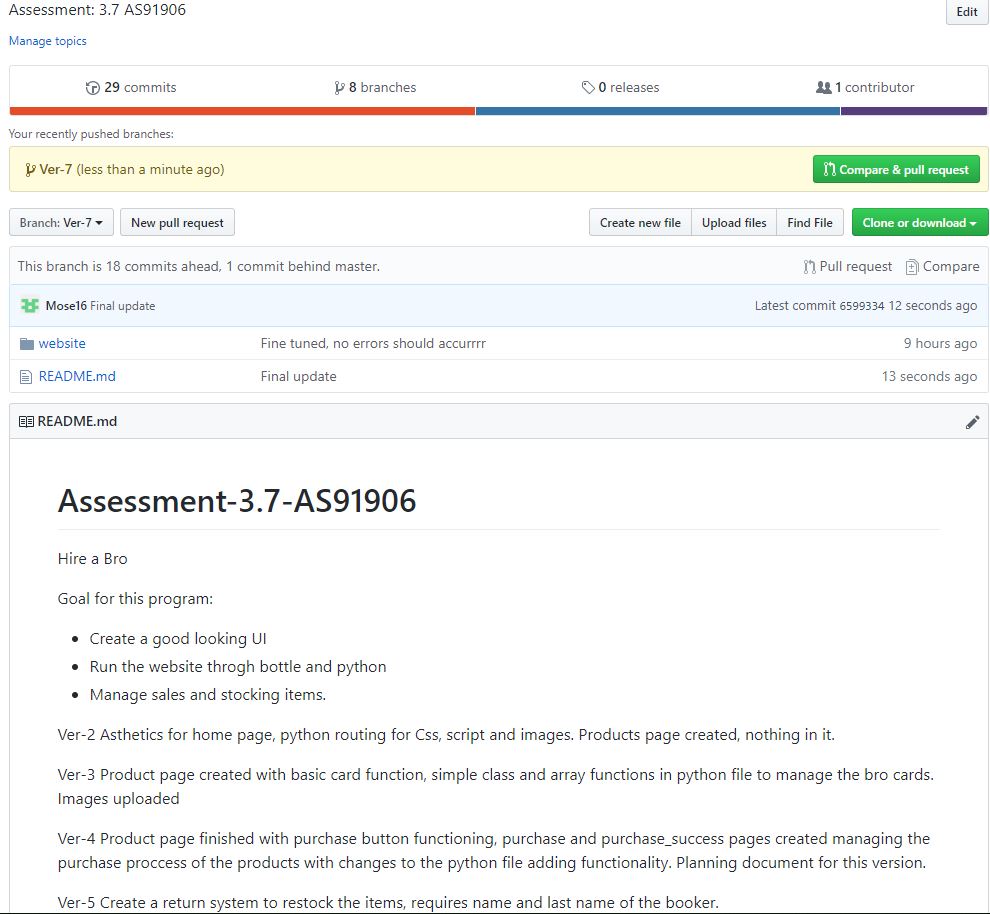 Assessment: 3.7 AS91906
Edit
Manage topics
29 commits
8 branches
0 releases
1 contributor
Your recently pushed branches:
Ver-7 (less than a minute ago)
Compare & pull request
Branch: Ver-7
New pull request
Create new file
Upload files
Find File
Clone or download
This branch is 18 commits ahead, 1 commit behind master.
Pull request
Compare
Mose16 Final update
Latest commit 6599334 12 seconds ago
website
Fine tuned, no errors should accurrrr
9 hours ago
README.md
Final update
13 seconds ago
README.md
Assessment-3.7-AS91906
Hire a Bro
Goal for this program:
Create a good looking UI
Run the website throgh bottle and python
Manage sales and stocking items.
Ver-2 Asthetics for home page, python routing for Css, script and images. Products page created, nothing in it.
Ver-3 Product page created with basic card function, simple class and array functions in python file to manage the bro cards.
Images uploaded
Ver-4 Product page finished with purchase button functioning, purchase and purchase_success pages created managing the
purchase proccess of the products with changes to the python file adding functionality. Planning document for this version.
Ver-5 Create a return system to restock the items, requires name and last name of the booker.